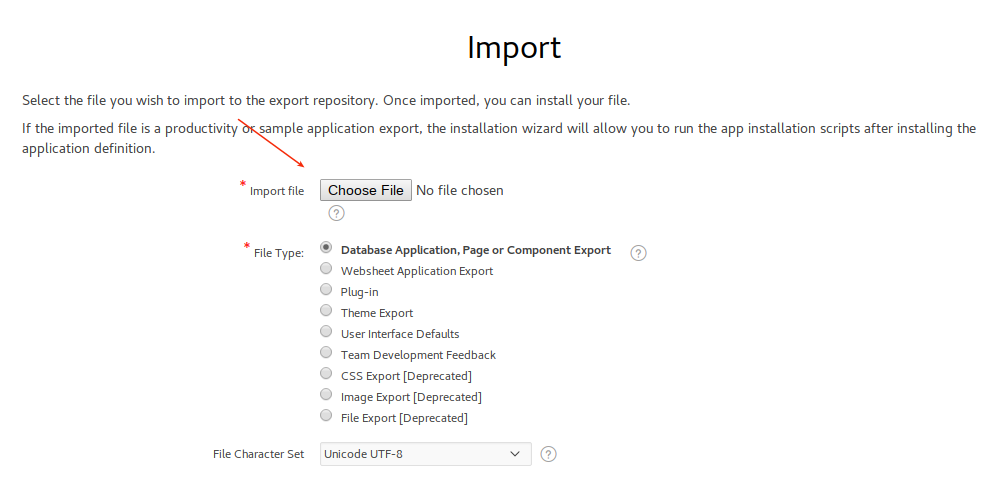 Import
Select the file you wish to import to the export repository. Once imported, you can install your file.
If the imported file is a productivity or sample application export, the installation wizard will allow you to run the app installation scripts after installing the
application definition.
* Import file Choose File No file chosen
?
* File Type: Database Application, Page or Component Export ?
Websheet Application Export
Plug-in
Theme Export
User Interface Defaults
Team Development Feedback
CSS Export [Deprecated]
Image Export [Deprecated]
File Export [Deprecated]
File Character Set Unicode UTF-8 ?